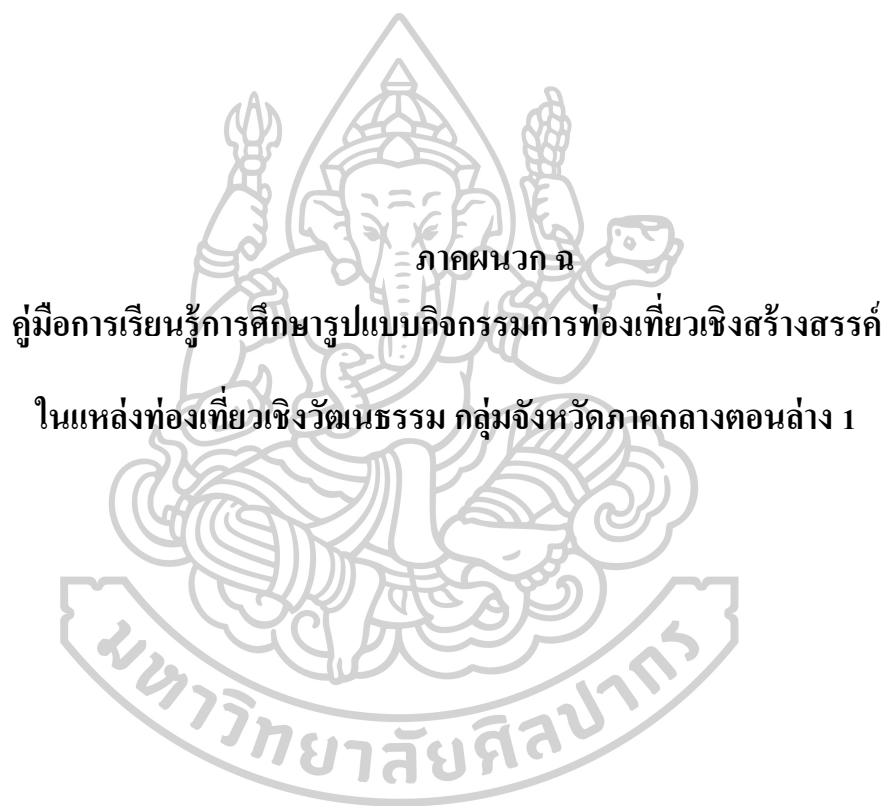 ภาคผนวก ฉ
คู่มือการเรียนรู้การศึกษารูปแบบกิจกรรมการท่องเที่ยวเชิงสร้างสรรค์
ในแหล่งท่องเที่ยวเชิงวัฒนธรรม กลุ่มจังหวัดภาคกลางตอนล่าง 1
มหาวิทยาลัยศิลปากร